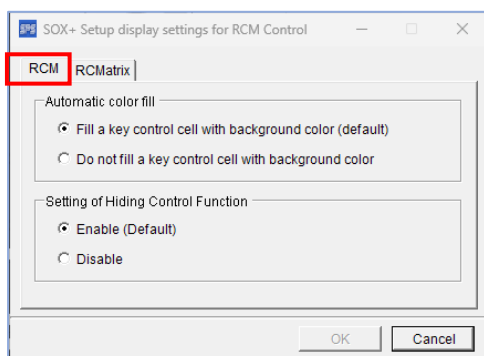 SPS SOX+ Setup display settings for RCM Control
RCM RCMatrix
Automatic color fill
Fill a key control cell with background color (default)
Do not fill a key control cell with background color
Setting of Hiding Control Function
Enable (Default)
Disable
OK Cancel